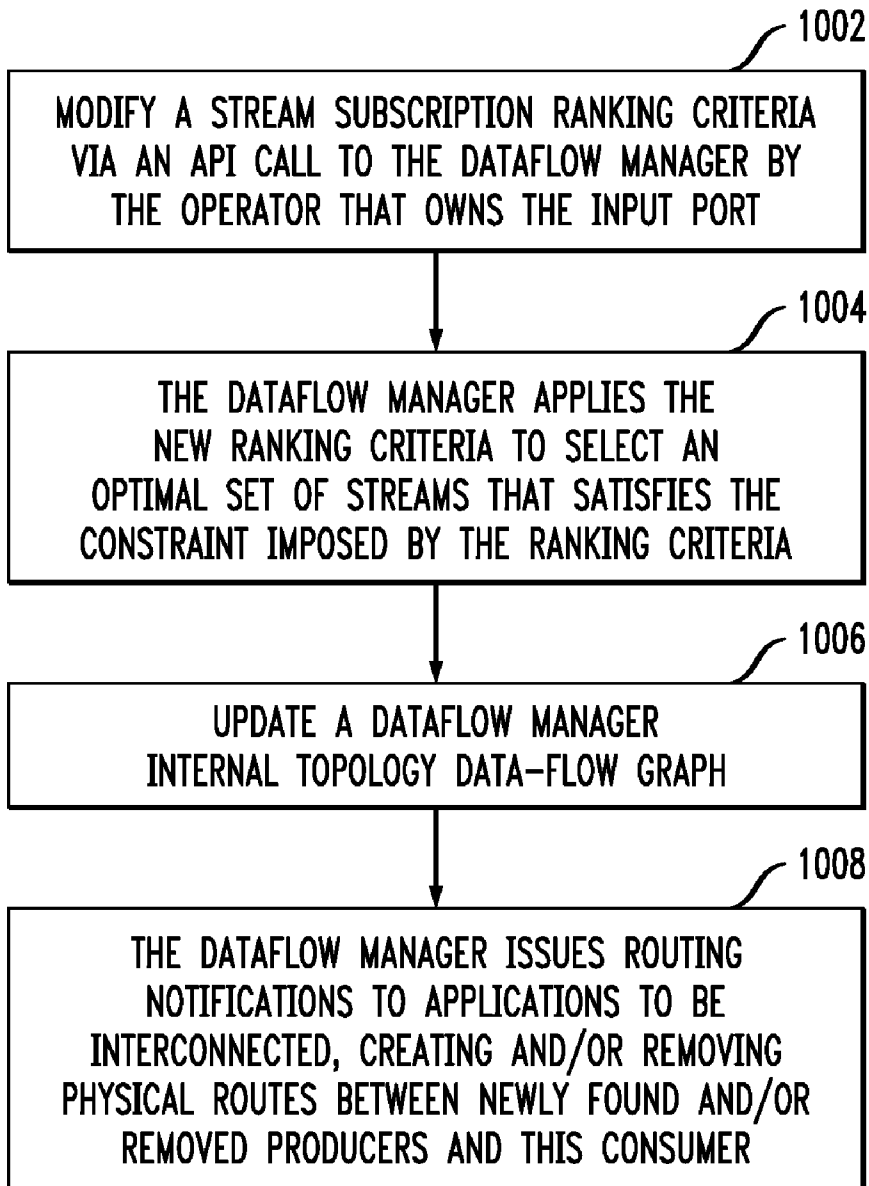 1002
MODIFY A STREAM SUBSCRIPTION RANKING CRITERIA
VIA AN API CALL TO THE DATAFLOW MANAGER BY
THE OPERATOR THAT OWNS THE INPUT PORT
1004
THE DATAFLOW MANAGER APPLIES THE
NEW RANKING CRITERIA TO SELECT AN
OPTIMAL SET OF STREAMS THAT SATISFIES THE
CONSTRAINT IMPOSED BY THE RANKING CRITERIA
1006
UPDATE A DATAFLOW MANAGER
INTERNAL TOPOLOGY DATA-FLOW GRAPH
1008
THE DATAFLOW MANAGER ISSUES ROUTING
NOTIFICATIONS TO APPLICATIONS TO BE
INTERCONNECTED, CREATING AND/OR REMOVING
PHYSICAL ROUTES BETWEEN NEWLY FOUND AND/OR
REMOVED PRODUCERS AND THIS CONSUMER